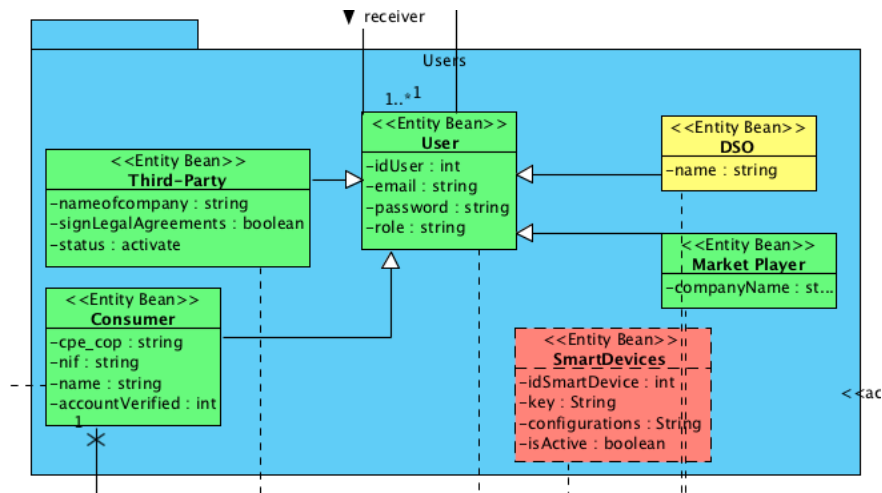 receiver
Users
1..*
1
<<Entity Bean>>
User
-idUser : int
-email : string
-password : string
-role : string
<<Entity Bean>>
DSO
-name : string
<<Entity Bean>>
Third-Party
-nameofcompany : string
-signLegalAgreements : boolean
-status : activate
<<Entity Bean>>
Market Player
-companyName : st...
<<Entity Bean>>
Consumer
-cpe_cop : string
-nif : string
-name : string
-accountVerified : int
1
<<Entity Bean>>
SmartDevices
-idSmartDevice : int
-key : String
-configurations : String
-isActive : boolean